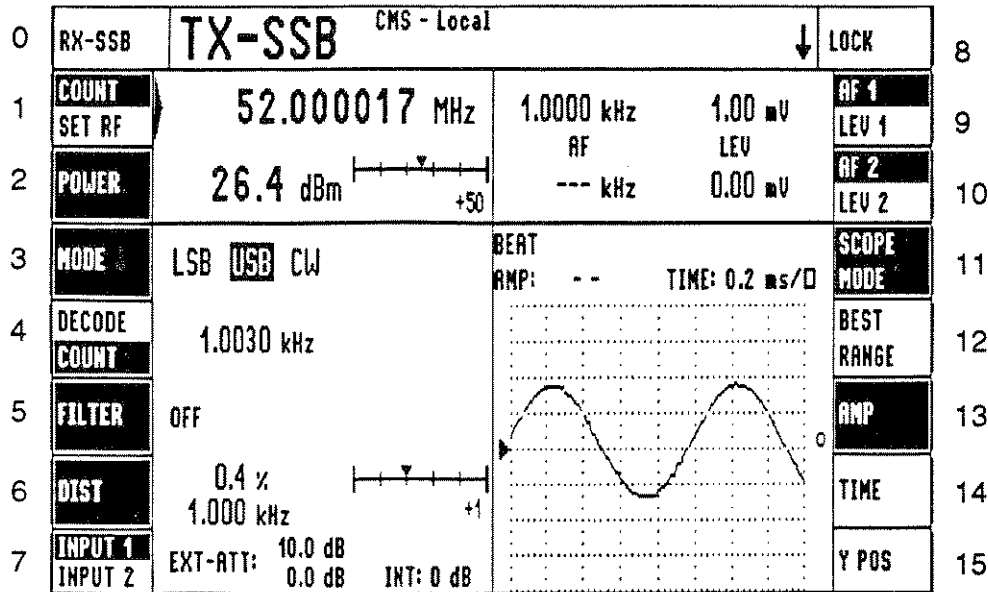 0 RX-SSB TX-SSB CMS - Local LOCK 8
1 COUNT SET RF 52.000017 MHz 1.0000 kHz 1.00 mV AF 1 LEV 1 9
AF LEV
2 POWER 26.4 dBm +50 --- kHz 0.00 mV AF 2 LEV 2 10
3 MODE LSB USB CW BEAT SCOPE MODE 11
AMP: -- TIME: 0.2 ms/□
4 DECODE COUNT 1.0030 kHz BEST RANGE 12
5 FILTER OFF AMP 13
0
6 DIST 0.4 % +1 TIME 14
1.000 kHz
7 INPUT 1 INPUT 2 EXT-ATT: 10.0 dB Y POS 15
0.0 dB INT: 0 dB